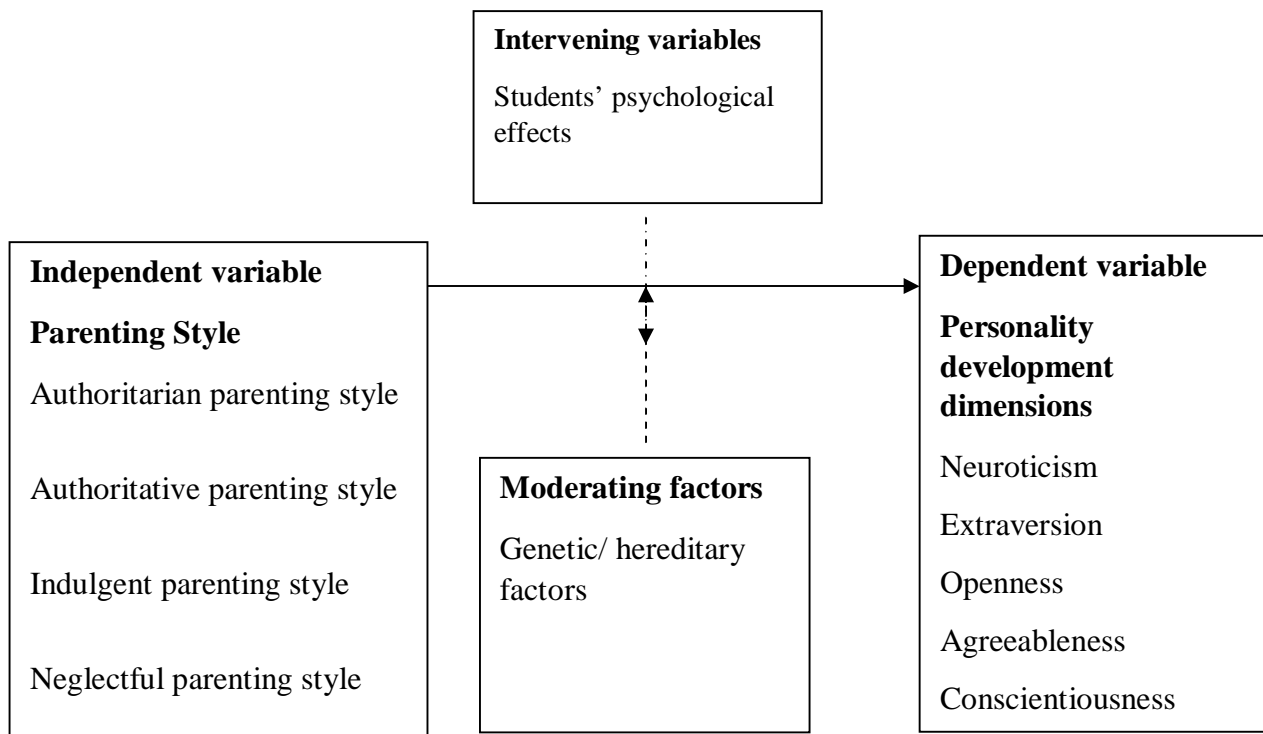 Intervening variables
Students’ psychological
effects
Independent variable
Parenting Style
Authoritarian parenting style
Authoritative parenting style
Indulgent parenting style
Neglectful parenting style
Moderating factors
Genetic/ hereditary
factors
Dependent variable
Personality
development
dimensions
Neuroticism
Extraversion
Openness
Agreeableness
Conscientiousness